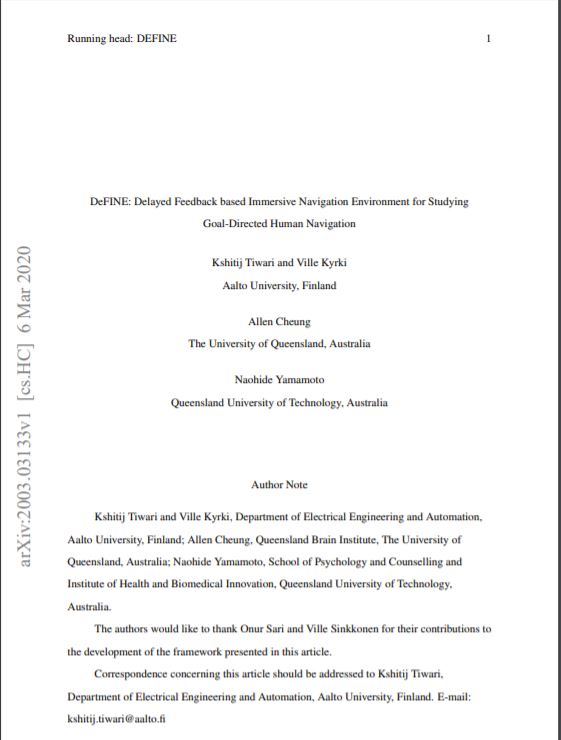 Running head: DEFINE 1
DeFINE: Delayed Feedback based Immersive Navigation Environment for Studying
Goal-Directed Human Navigation
Kshitij Tiwari and Ville Kyrki
Aalto University, Finland
Allen Cheung
The University of Queensland, Australia
Naohide Yamamoto
Queensland University of Technology, Australia
Author Note
Kshitij Tiwari and Ville Kyrki, Department of Electrical Engineering and Automation,
Aalto University, Finland; Allen Cheung, Queensland Brain Institute, The University of
Queensland, Australia; Naohide Yamamoto, School of Psychology and Counselling and
Institute of Health and Biomedical Innovation, Queensland University of Technology,
Australia.
The authors would like to thank Onur Sari and Ville Sinkkonen for their contributions to
the development of the framework presented in this article.
Correspondence concerning this article should be addressed to Kshitij Tiwari,
Department of Electrical Engineering and Automation, Aalto University, Finland. E-mail:
kshitij.tiwari@aalto.fi
arXiv:2003.03133v1 [cs.HC] 6 Mar 2020